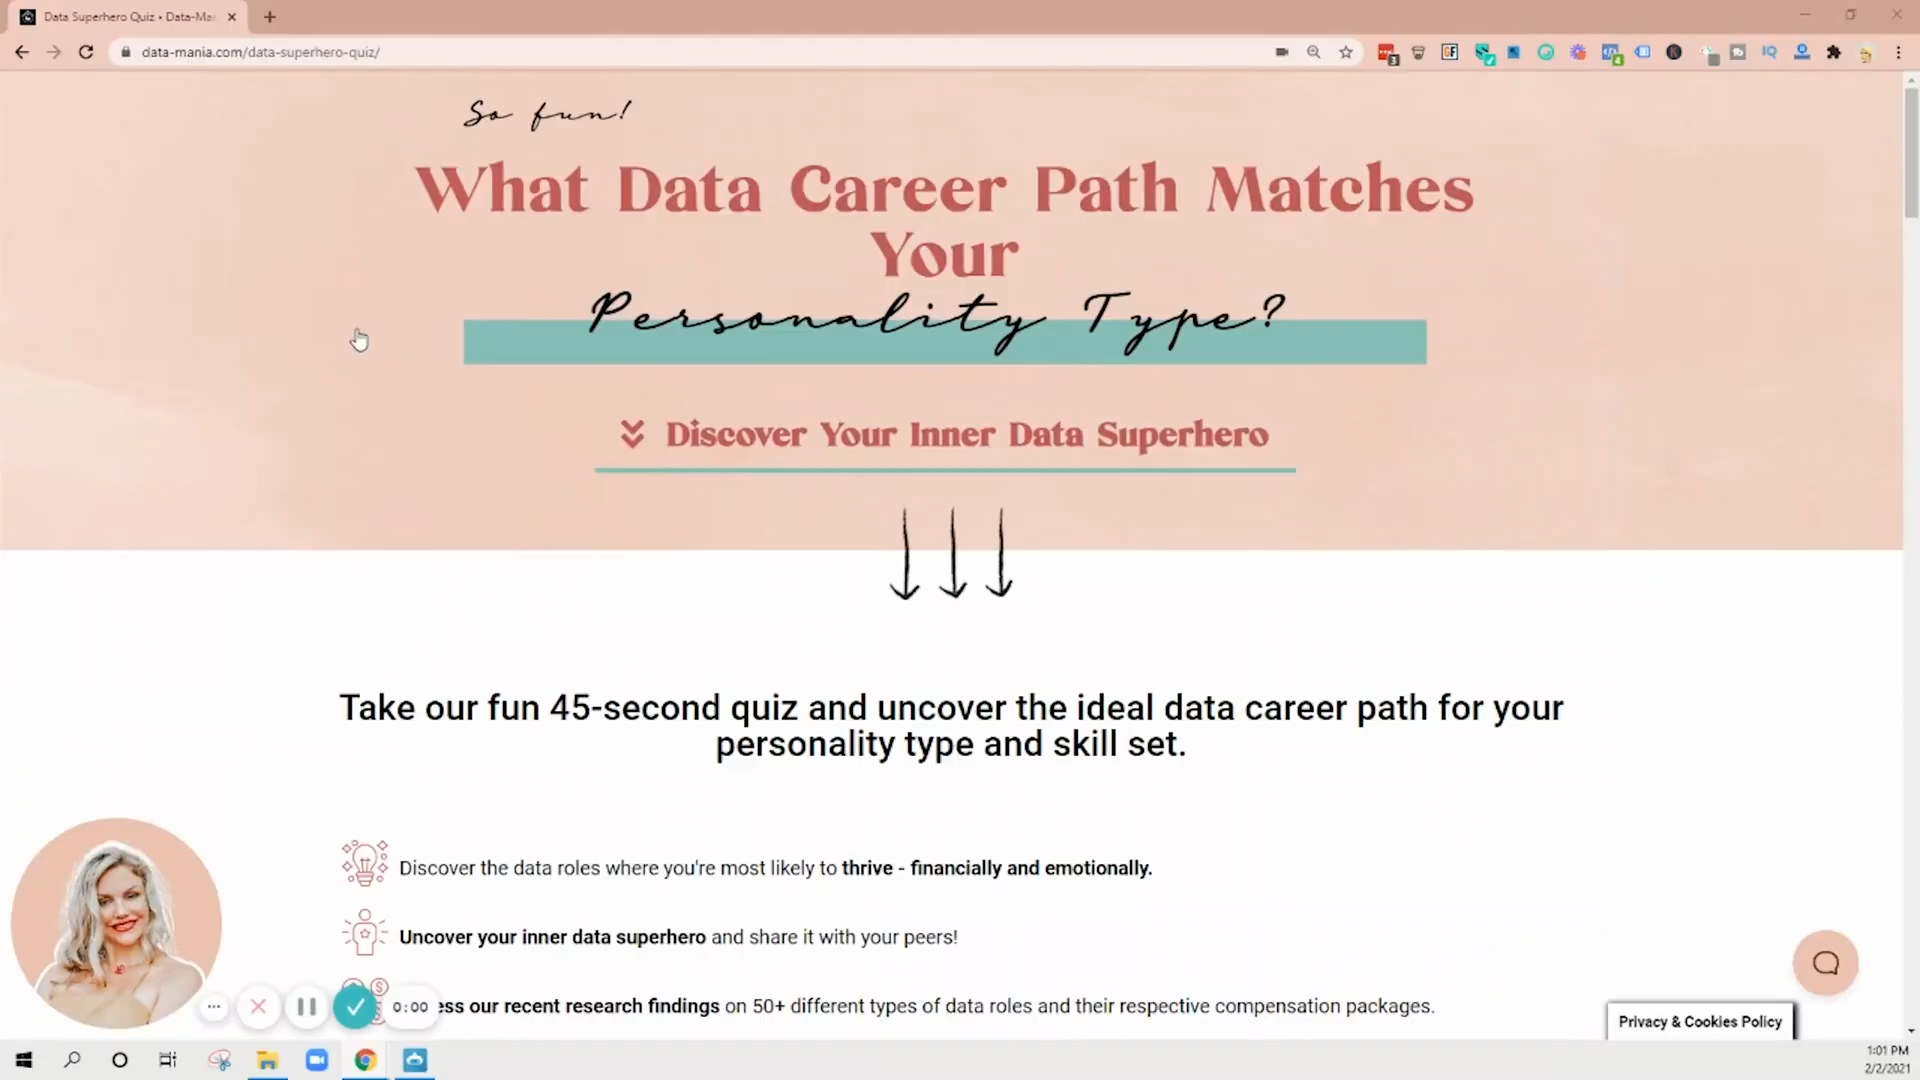 Data Superhero Quiz • Data-Ma
data-mania.com/data-superhero-quiz/
So fun!
What Data Career Path Matches
Your
Personality Type?
Discover Your Inner Data Superhero
Take our fun 45-second quiz and uncover the ideal data career path for your
personality type and skill set.
Discover the data roles where you're most likely to thrive - financially and emotionally.
Uncover your inner data superhero and share it with your peers!
ess our recent research findings on 50+ different types of data roles and their respective compensation packages.
0:00
Privacy & Cookies Policy
1:01 PM
2/2/2021